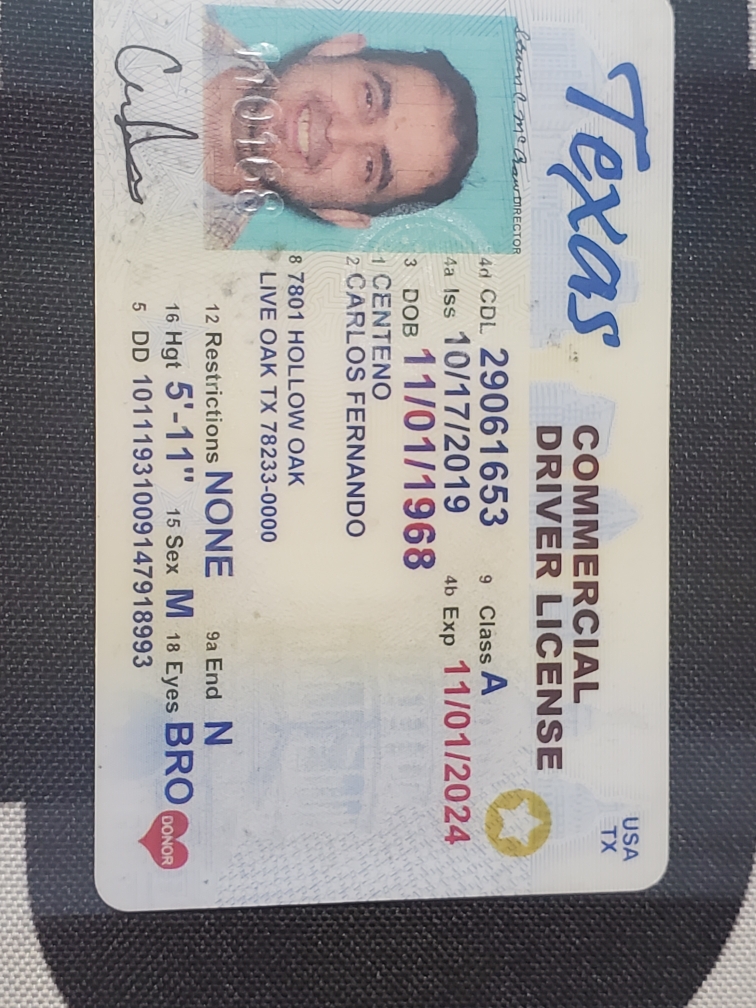 Texas
COMMERCIAL
DRIVER LICENSE
USA
TX
4d CDL 29061653 9 Class A
4a Iss 10/17/2019 4b Exp 11/01/2024
3 DOB 11/01/1968
1 CENTENO
2 CARLOS FERNANDO
8 7801 HOLLOW OAK
LIVE OAK TX 78233-0000
12 Restrictions NONE 9a End N
16 Hgt 5'-11" 15 Sex M 18 Eyes BRO
5 DD 10111931009147918993
DONOR
DIRECTOR